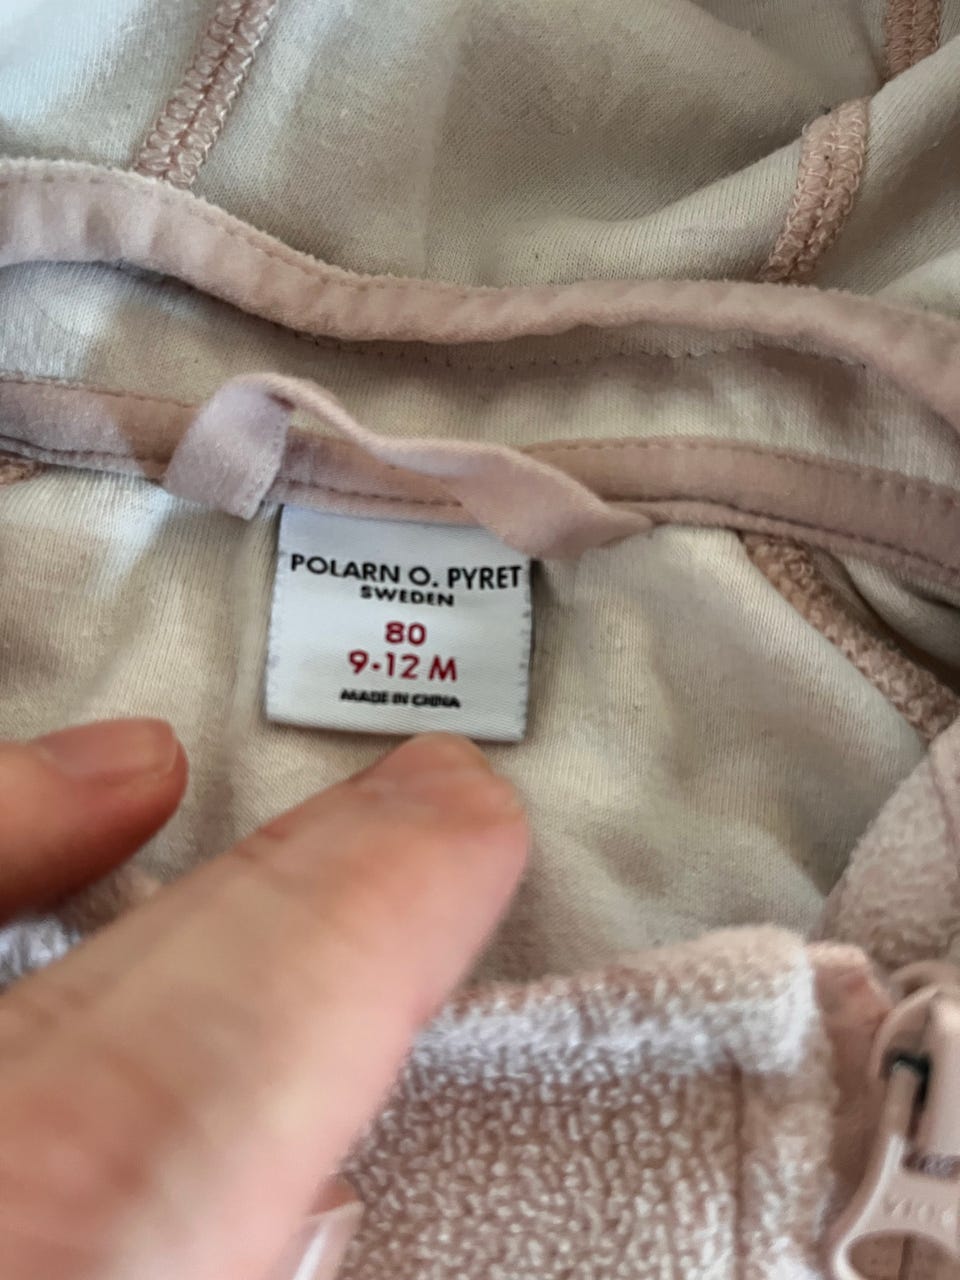 POLARN O. PYRET
SWEDEN
80
9-12 M
MADE IN CHINA